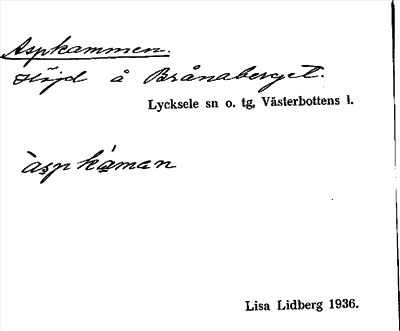 Aspkammen.
Höjd å Brånaberget.
Lycksele sn o. tg, Västerbottens l.
àspkáman
Lisa Lidberg 1936.